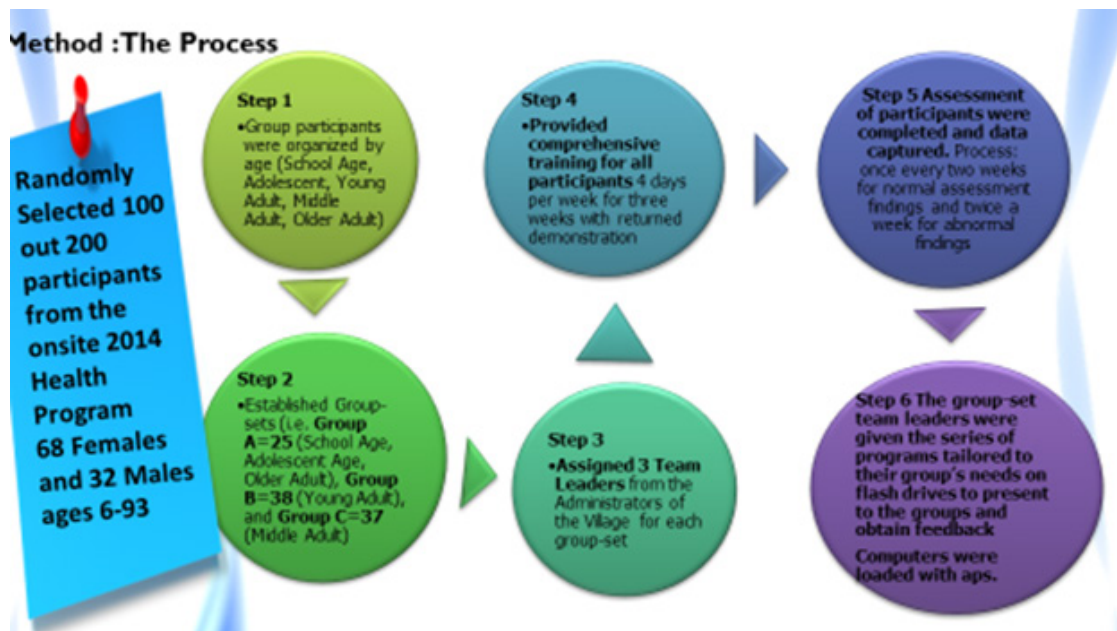 Method :The Process
Randomly
Selected 100
out 200
participants
from the
onsite 2014
Health
Program
68 Females
and 32 Males
ages 6-93
Step 1
•Group participants
were organized by
age (School Age,
Adolescent, Young
Adult, Middle
Adult, Older Adult)
Step 2
•Established Group-
sets (i.e. Group
A=25 (School Age,
Adolescent Age,
Older Adult), Group
B=38 (Young Adult),
and Group C=37
(Middle Adult)
Step 3
•Assigned 3 Team
Leaders from the
Administrators of
the Village for each
group-set
Step 4
•Provided
comprehensive
training for all
participants 4 days
per week for three
weeks with returned
demonstration
Step 5 Assessment
of participants were
completed and data
captured. Process:
once every two weeks
for normal assessment
findings and twice a
week for abnormal
findings
Step 6 The group-set
team leaders were
given the series of
programs tailored to
their group's needs on
flash drives to present
to the groups and
obtain feedback
Computers were
loaded with aps.